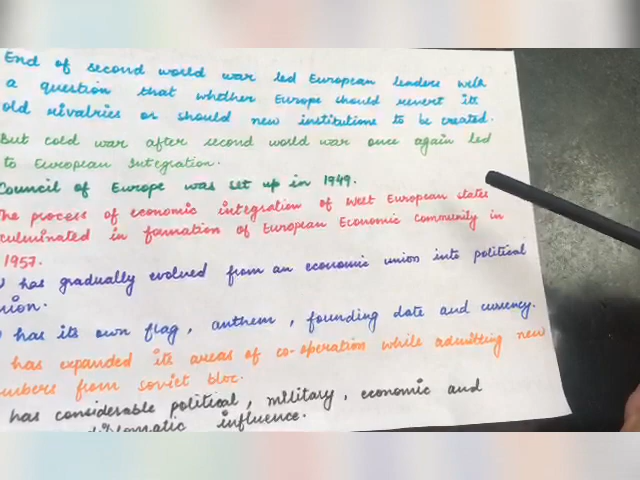 End of second world war led European leaders with
a question that whether Europe should revert its
old rivalries or should new institutions to be created.
But cold war after second world war once again led
to European Integration.
Council of Europe was set up in 1949.
The process of economic integration of West European states
culminated in formation of European Economic Community in
1957.
has gradually evolved from an economic union into political
has its own flag, anthem, founding date and currency.
has expanded its areas of co-operation while admitting new
from soviet bloc.
has considerable political, military, economic and
influence.